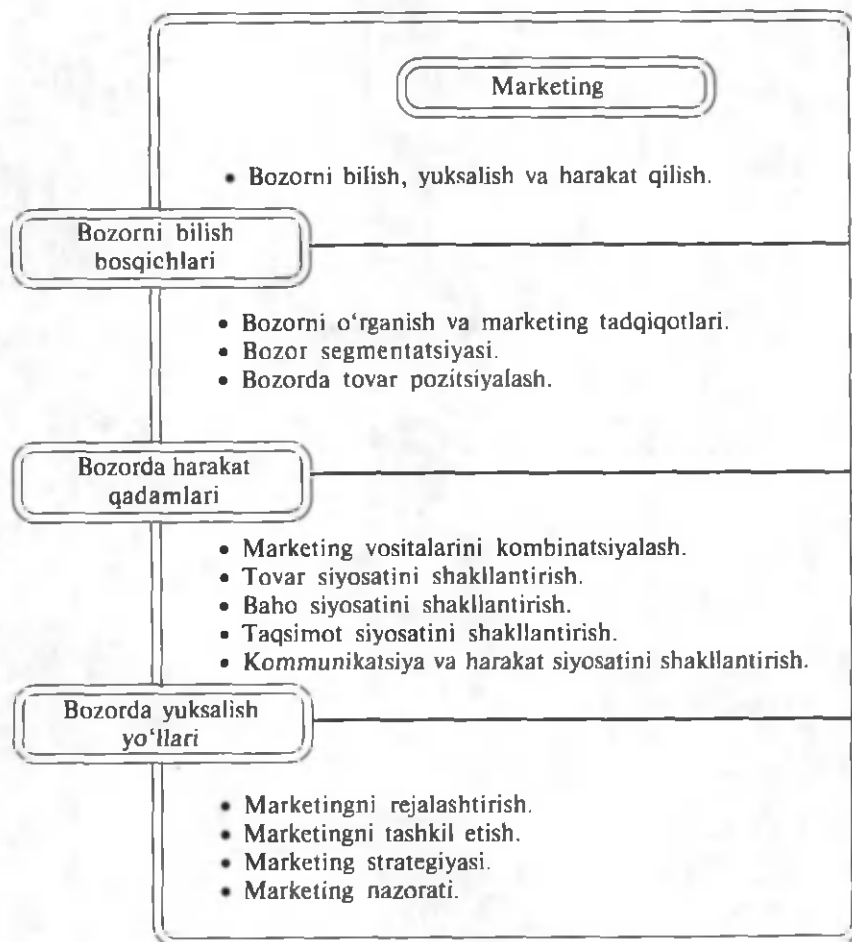 Marketing
• Bozorni bilish, yuksalish va harakat qilish.
Bozorni bilish
bosqichlari
• Bozorni o‘rganish va marketing tadqiqotlari.
• Bozor segmentatsiyasi.
• Bozorda tovar pozitsiyalash.
Bozorda harakat
qadamlari
• Marketing vositalarini kombinatsiyalash.
• Tovar siyosatini shakllantirish.
• Baho siyosatini shakllantirish.
• Taqsimot siyosatini shakllantirish.
• Kommunikatsiya va harakat siyosatini shakllantirish.
Bozorda yuksalish
yo‘llari
• Marketingni rejalashtirish.
• Marketingni tashkil etish.
• Marketing strategiyasi.
• Marketing nazorati.